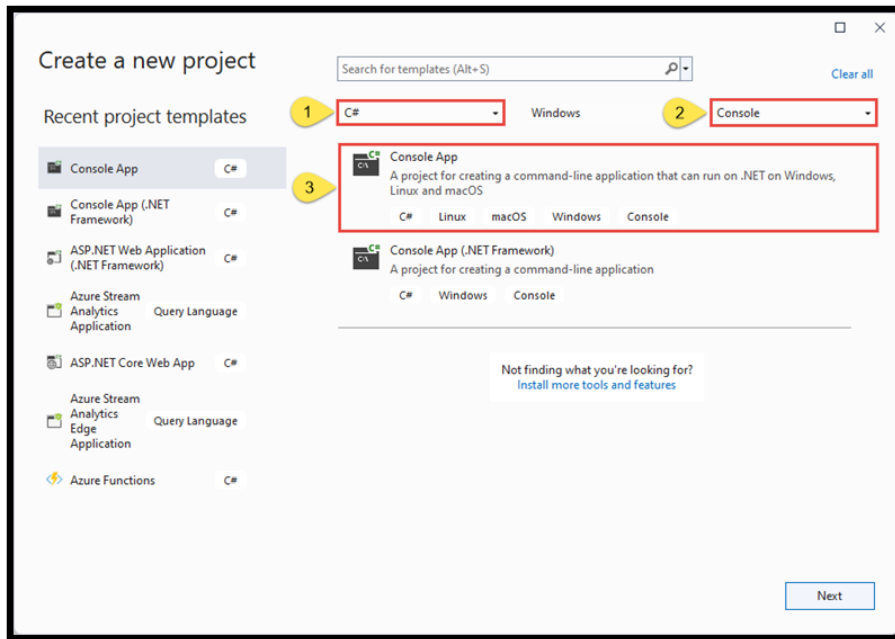 Create a new project
Search for templates (Alt+S)
Clear all
Recent project templates
1
C#
Windows
2
Console
Console App
C#
Console App (.NET
Framework)
C#
ASP.NET Web Application
(.NET Framework)
C#
Azure Stream
Analytics
Application
Query Language
ASP.NET Core Web App
C#
Azure Stream
Analytics
Edge
Application
Query Language
Azure Functions
C#
3
C#
C:\
Console App
A project for creating a command-line application that can run on .NET on Windows,
Linux and macOS
C# Linux macOS Windows Console
C#
C:\
Console App (.NET Framework)
A project for creating a command-line application
C# Windows Console
Not finding what you're looking for?
Install more tools and features
Next